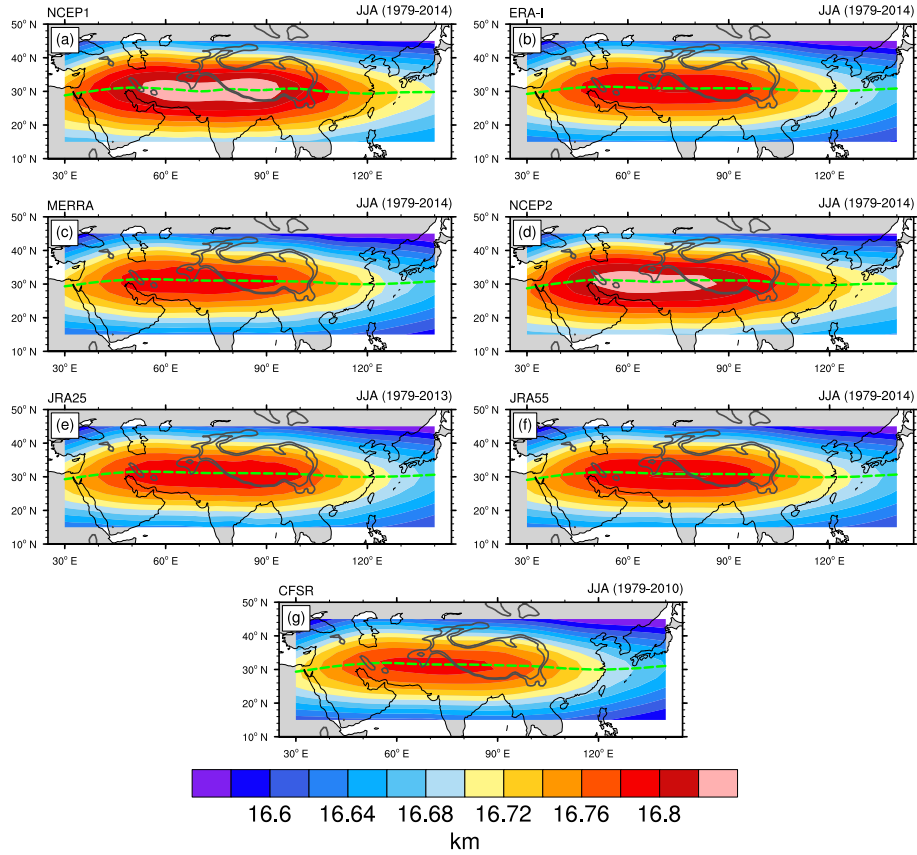 NCEP1 JJA (1979-2014)
(a)
50° N
40° N
30° N
20° N
10° N
30° E 60° E 90° E 120° E
ERA-I JJA (1979-2014)
(b)
50° N
40° N
30° N
20° N
10° N
30° E 60° E 90° E 120° E
MERRA JJA (1979-2014)
(c)
50° N
40° N
30° N
20° N
10° N
30° E 60° E 90° E 120° E
NCEP2 JJA (1979-2014)
(d)
50° N
40° N
30° N
20° N
10° N
30° E 60° E 90° E 120° E
JRA25 JJA (1979-2013)
(e)
50° N
40° N
30° N
20° N
10° N
30° E 60° E 90° E 120° E
JRA55 JJA (1979-2014)
(f)
50° N
40° N
30° N
20° N
10° N
30° E 60° E 90° E 120° E
CFSR JJA (1979-2010)
(g)
50° N
40° N
30° N
20° N
10° N
30° E 60° E 90° E 120° E
16.6 16.64 16.68 16.72 16.76 16.8
km